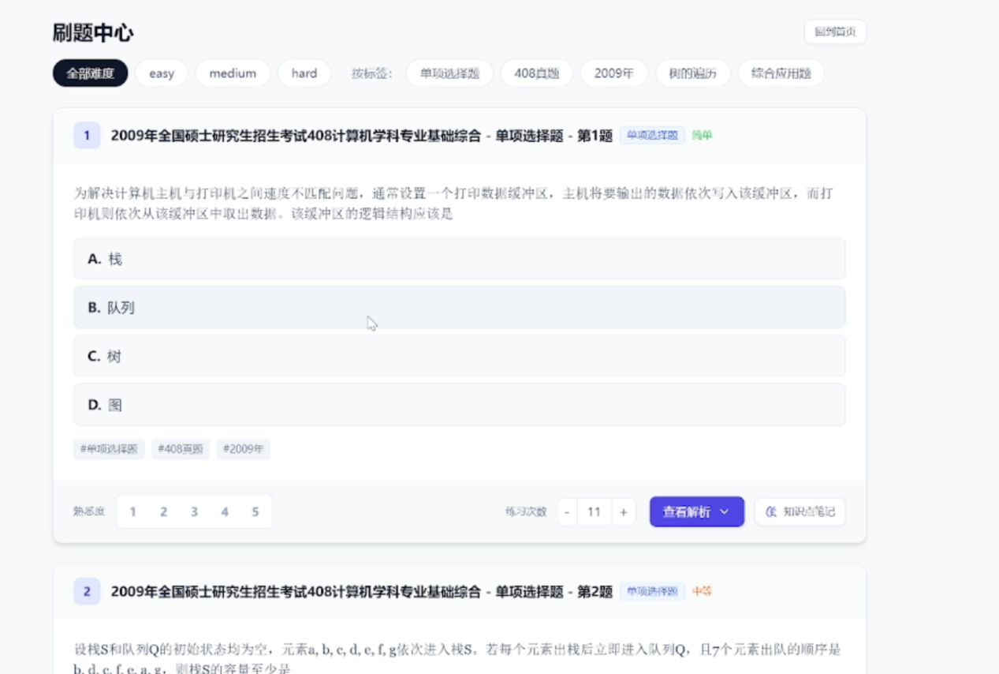 刷题中心
回到首页
全部难度 easy medium hard 按标签: 单项选择题 408真题 2009年 树的遍历 综合应用题
1 2009年全国硕士研究生招生考试408计算机学科专业基础综合 - 单项选择题 - 第1题 单项选择题 简单
为解决计算机主机与打印机之间速度不匹配问题，通常设置一个打印数据缓冲区，主机将要输出的数据依次写入该缓冲区，而打
印机则依次从该缓冲区中取出数据。该缓冲区的逻辑结构应该是
A. 栈
B. 队列
C. 树
D. 图
#单项选择题 #408真题 #2009年
熟悉度 1 2 3 4 5 练习次数 - 11 + 查看解析 知识点笔记
2 2009年全国硕士研究生招生考试408计算机学科专业基础综合 - 单项选择题 - 第2题 单项选择题 中等
设栈S和队列Q的初始状态均为空，元素a, b, c, d, e, f, g依次进入栈S。若每个元素出栈后立即进入队列Q，且7个元素出队的顺序是
b, d, c, f, e, a, g，则栈S的容量至少是